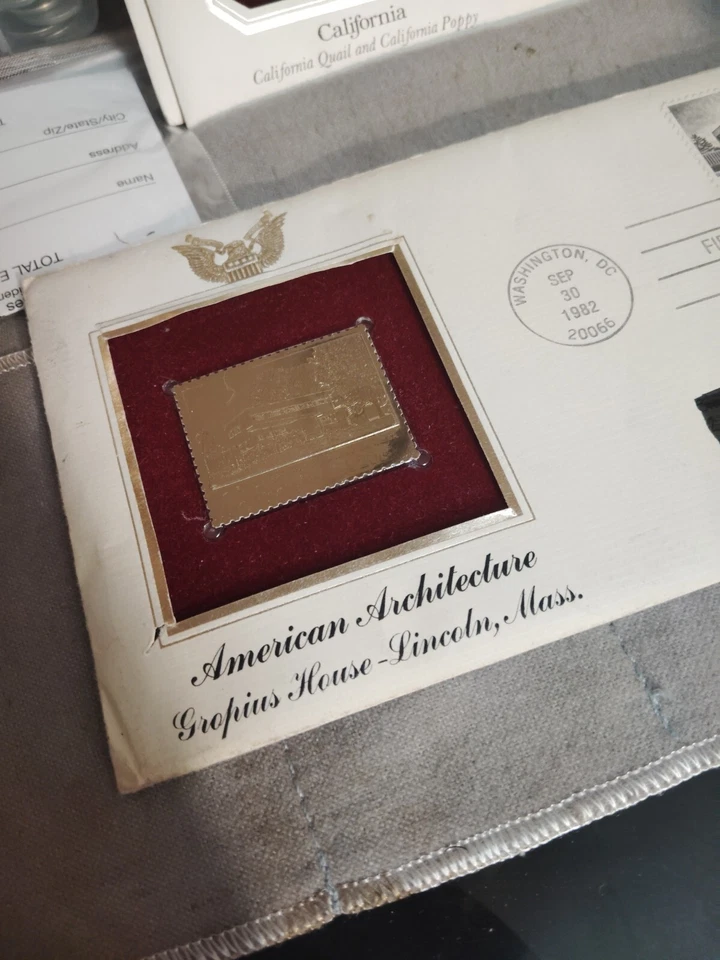 California
California Quail and California Poppy
City/State/Zip
Address
Name
TOTAL
WASHINGTON, DC
SEP
30
1982
20066
American Architecture
Gropius House - Lincoln, Mass.